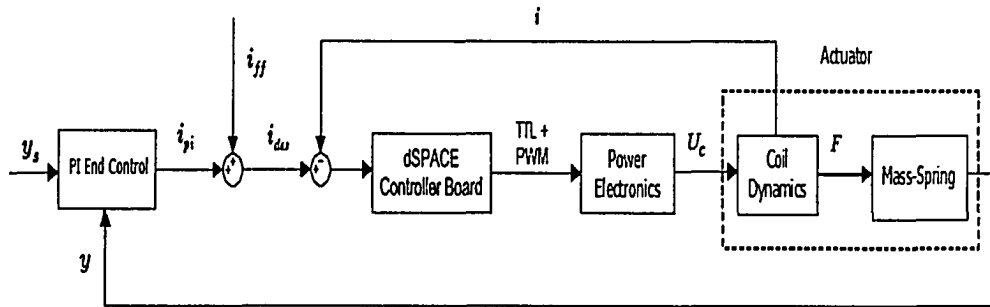 i
Actuator
i_ff
y_s
PI End Control
i_pi
+
+
i_des
-
dSPACE
Controller Board
TTL +
PWM
Power
Electronics
U_c
Coil
Dynamics
F
Mass-Spring
y